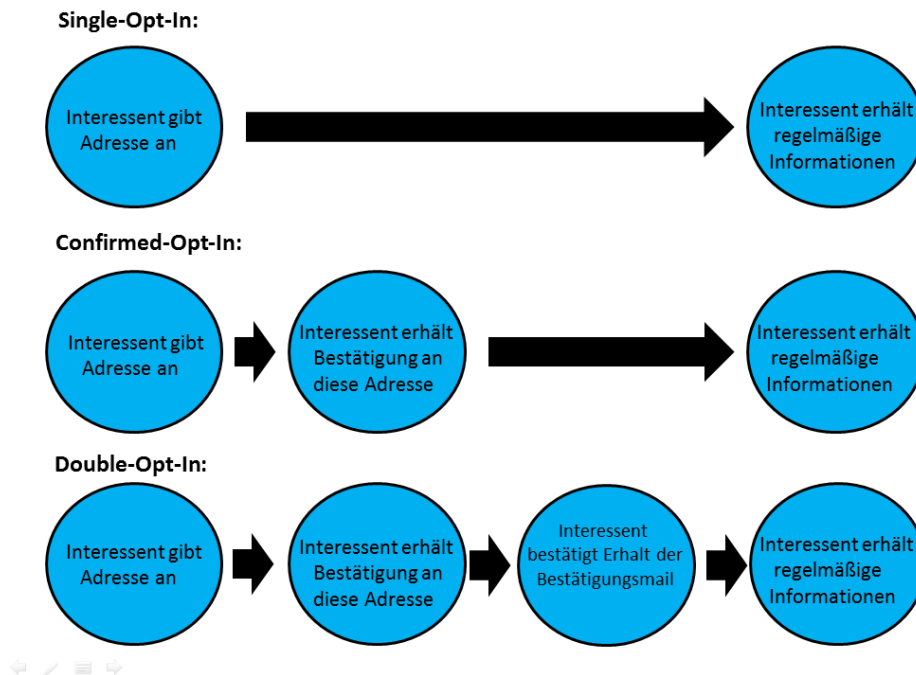 Single-Opt-In:
Interessent gibt
Adresse an
Interessent erhält
regelmäßige
Informationen
Confirmed-Opt-In:
Interessent gibt
Adresse an
Interessent erhält
Bestätigung an
diese Adresse
Interessent erhält
regelmäßige
Informationen
Double-Opt-In:
Interessent gibt
Adresse an
Interessent erhält
Bestätigung an
diese Adresse
Interessent
bestätigt Erhalt der
Bestätigungsmail
Interessent erhält
regelmäßige
Informationen